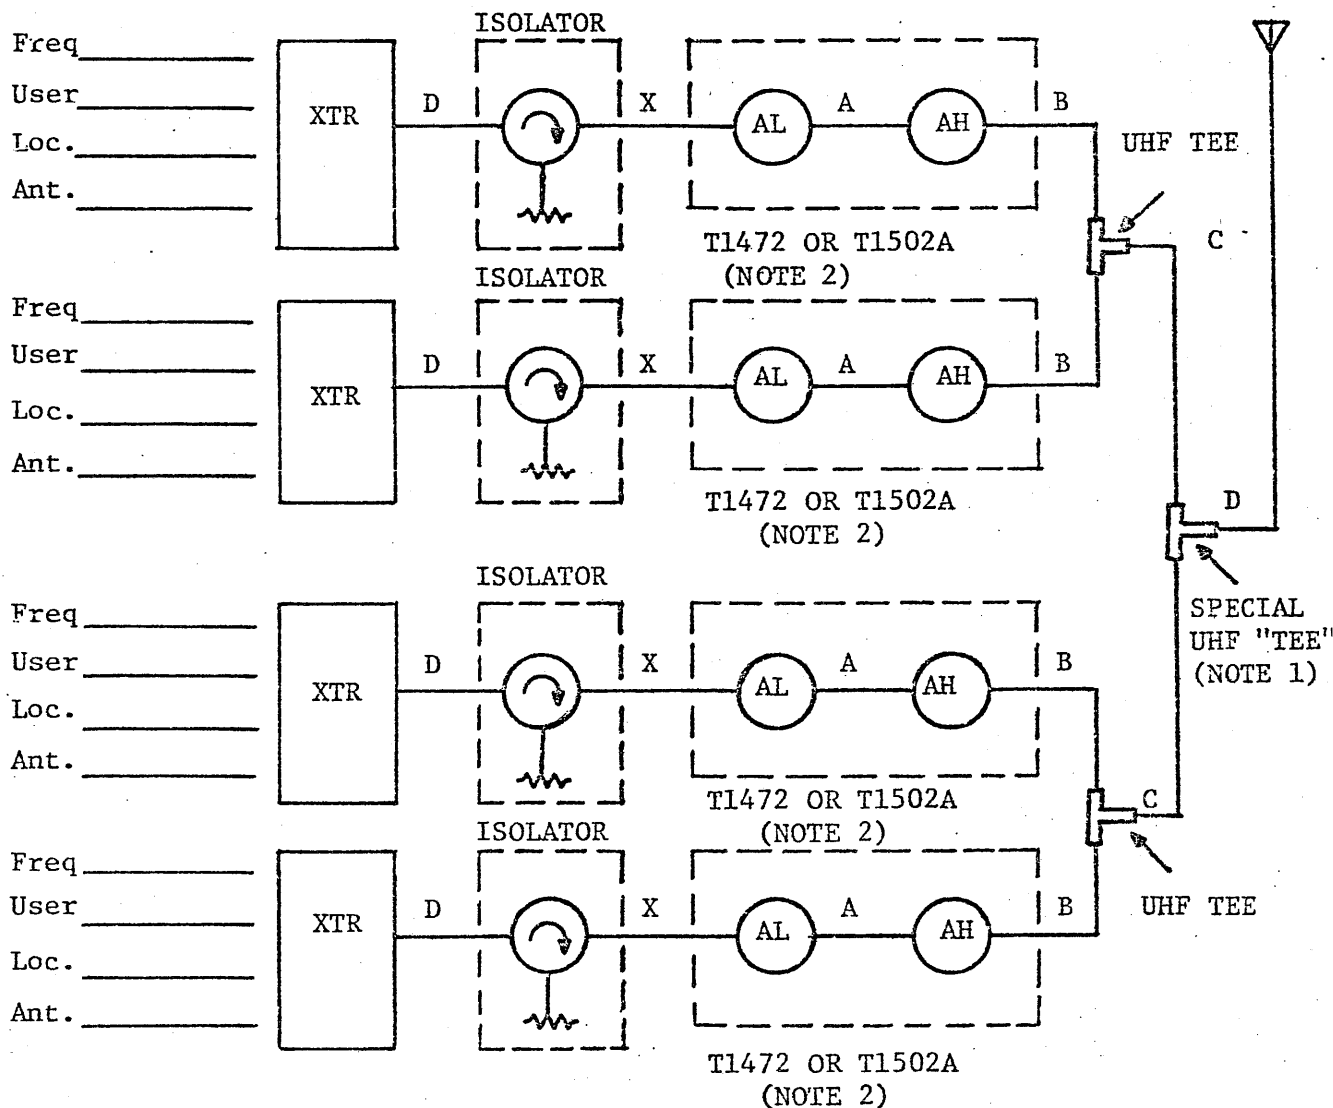 ISOLATOR
Freq
User
Loc.
Ant.
XTR
D
X
AL
A
AH
B
UHF TEE
C
T1472 OR T1502A
(NOTE 2)
ISOLATOR
Freq
User
Loc.
Ant.
XTR
D
X
AL
A
AH
B
T1472 OR T1502A
(NOTE 2)
D
SPECIAL
UHF "TEE"
(NOTE 1)
ISOLATOR
Freq
User
Loc.
Ant.
XTR
D
X
AL
A
AH
B
T1472 OR T1502A
(NOTE 2)
C
UHF TEE
ISOLATOR
Freq
User
Loc.
Ant.
XTR
D
X
AL
A
AH
B
T1472 OR T1502A
(NOTE 2)